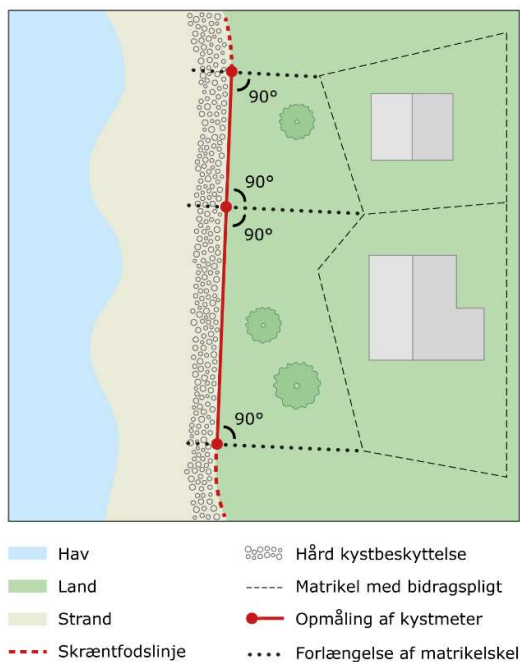 90°
90°
90°
90°
Hav
Land
Strand
Skræntfodslinje
Hård kystbeskyttelse
Matrikel med bidragspligt
Opmåling af kystmeter
Forlængelse af matrikelskel